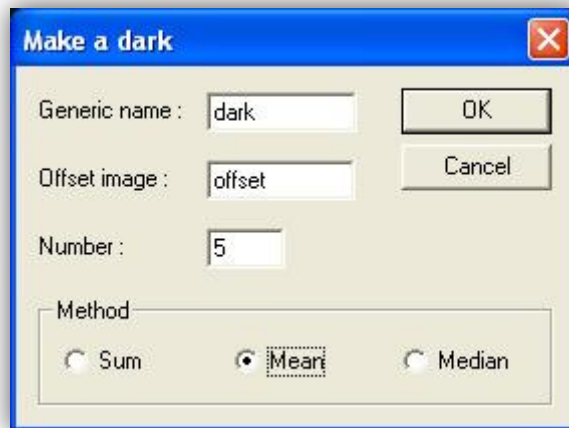 Make a dark
Generic name : dark OK
Offset image : offset Cancel
Number : 5
Method
Sum Mean Median